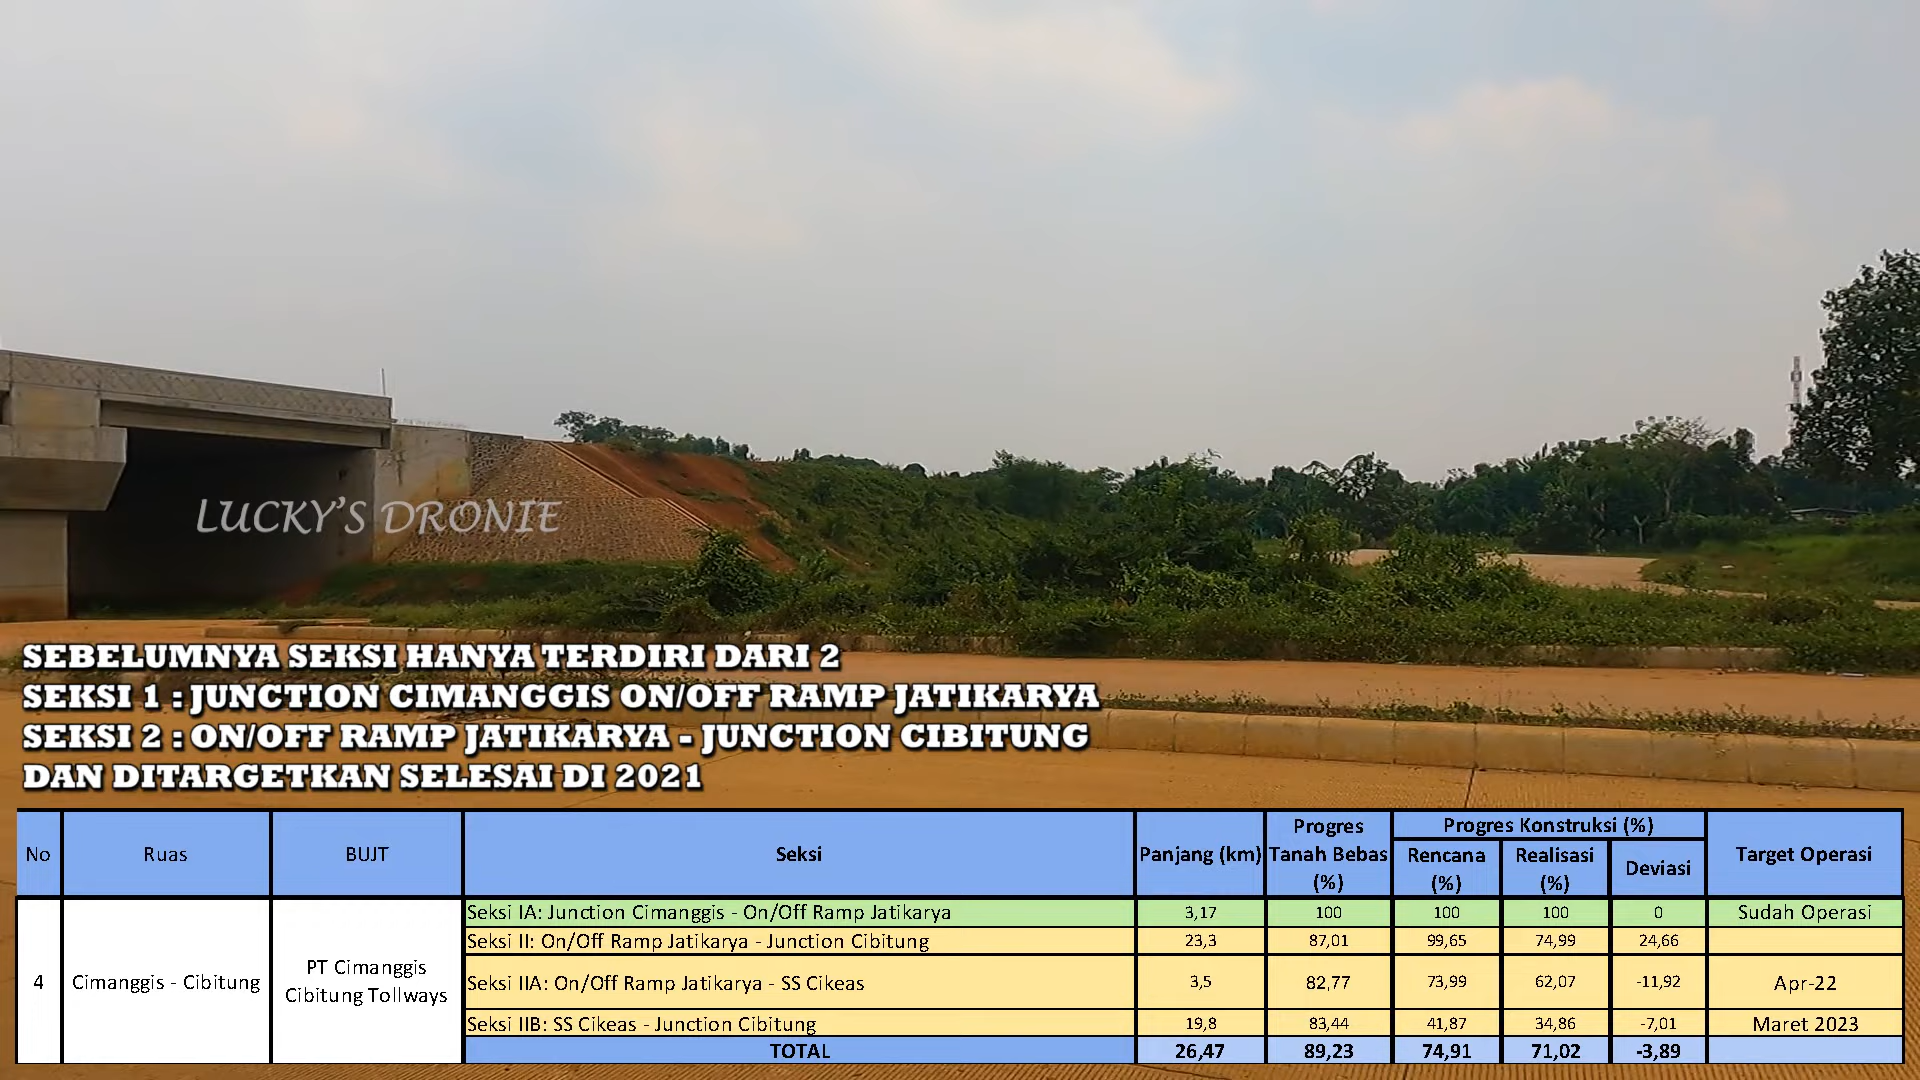 LUCKY'S DRONIE
SEBELUMNYA SEKSI HANYA TERDIRI DARI 2
SEKSI 1 : JUNCTION CIMANGGIS ON/OFF RAMP JATIKARYA
SEKSI 2 : ON/OFF RAMP JATIKARYA - JUNCTION CIBITUNG
DAN DITARGETKAN SELESAI DI 2021
No Ruas BUJT Seksi Panjang (km) Progres Tanah Bebas (%) Progres Konstruksi (%) Target Operasi
Rencana (%) Realisasi (%) Deviasi
4 Cimanggis - Cibitung PT Cimanggis Cibitung Tollways
Seksi IA: Junction Cimanggis - On/Off Ramp Jatikarya 3,17 100 100 100 0 Sudah Operasi
Seksi II: On/Off Ramp Jatikarya - Junction Cibitung 23,3 87,01 99,65 74,99 24,66
Seksi IIA: On/Off Ramp Jatikarya - SS Cikeas 3,5 82,77 73,99 62,07 -11,92 Apr-22
Seksi IIB: SS Cikeas - Junction Cibitung 19,8 83,44 41,87 34,86 -7,01 Maret 2023
TOTAL 26,47 89,23 74,91 71,02 -3,89